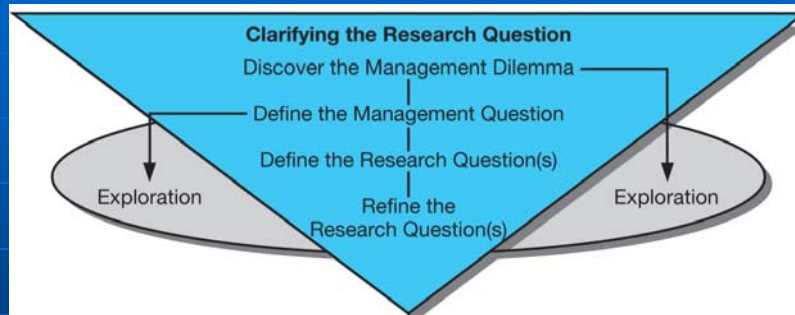 Clarifying the Research Question
Discover the Management Dilemma
Define the Management Question
Define the Research Question(s)
Exploration
Exploration
Refine the
Research Question(s)